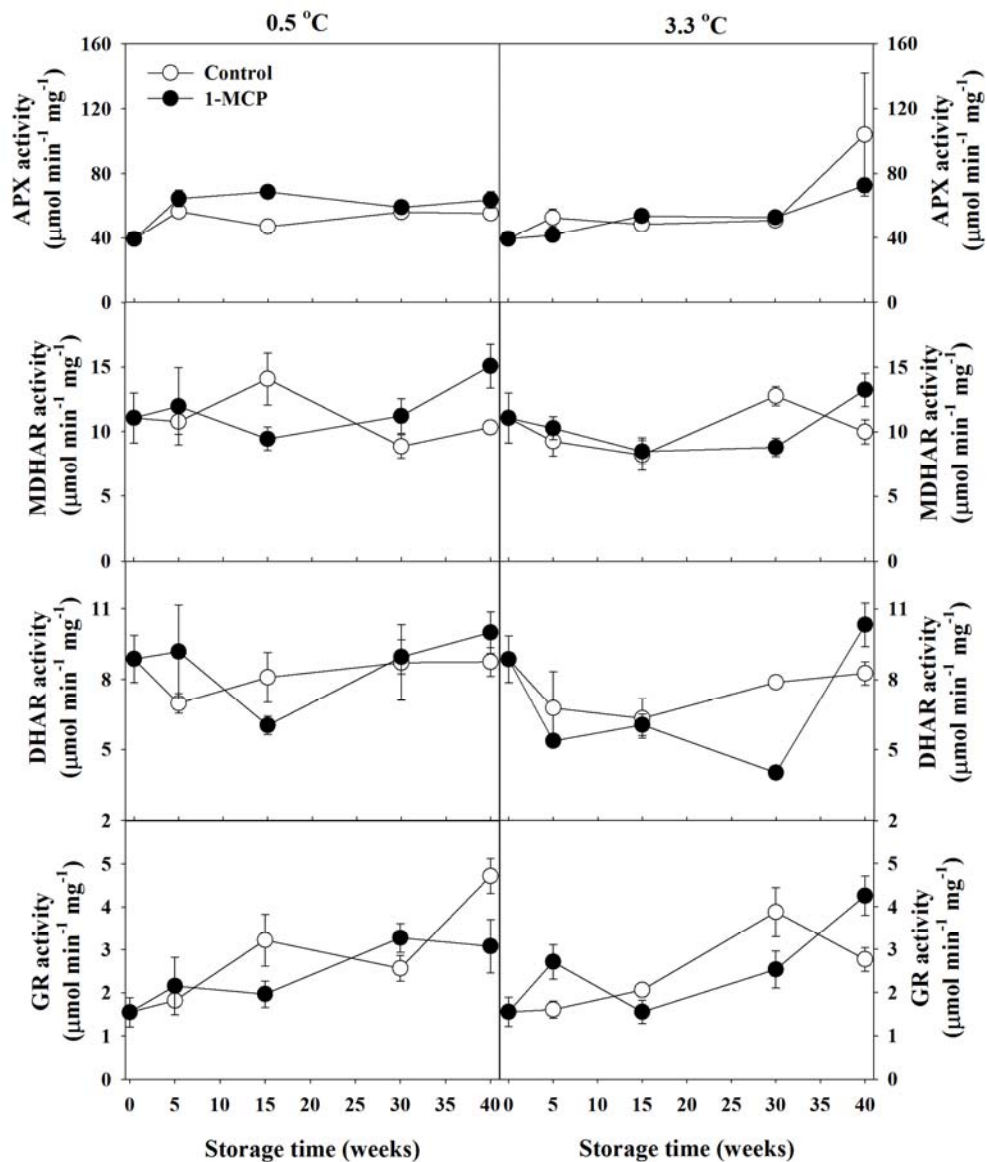 0.5 °C
3.3 °C
160
120
80
40
0
APX activity
(µmol min-1 mg-1)
Control
1-MCP
160
120
80
40
0
APX activity
(µmol min-1 mg-1)
15
10
5
0
MDHAR activity
(µmol min-1 mg-1)
15
10
5
0
MDHAR activity
(µmol min-1 mg-1)
11
8
5
2
DHAR activity
(µmol min-1 mg-1)
11
8
5
2
DHAR activity
(µmol min-1 mg-1)
5
4
3
2
1
0
GR activity
(µmol min-1 mg-1)
5
4
3
2
1
0
GR activity
(µmol min-1 mg-1)
0 5 15 20 30 40
0 5 15 20 30 40
Storage time (weeks)
Storage time (weeks)